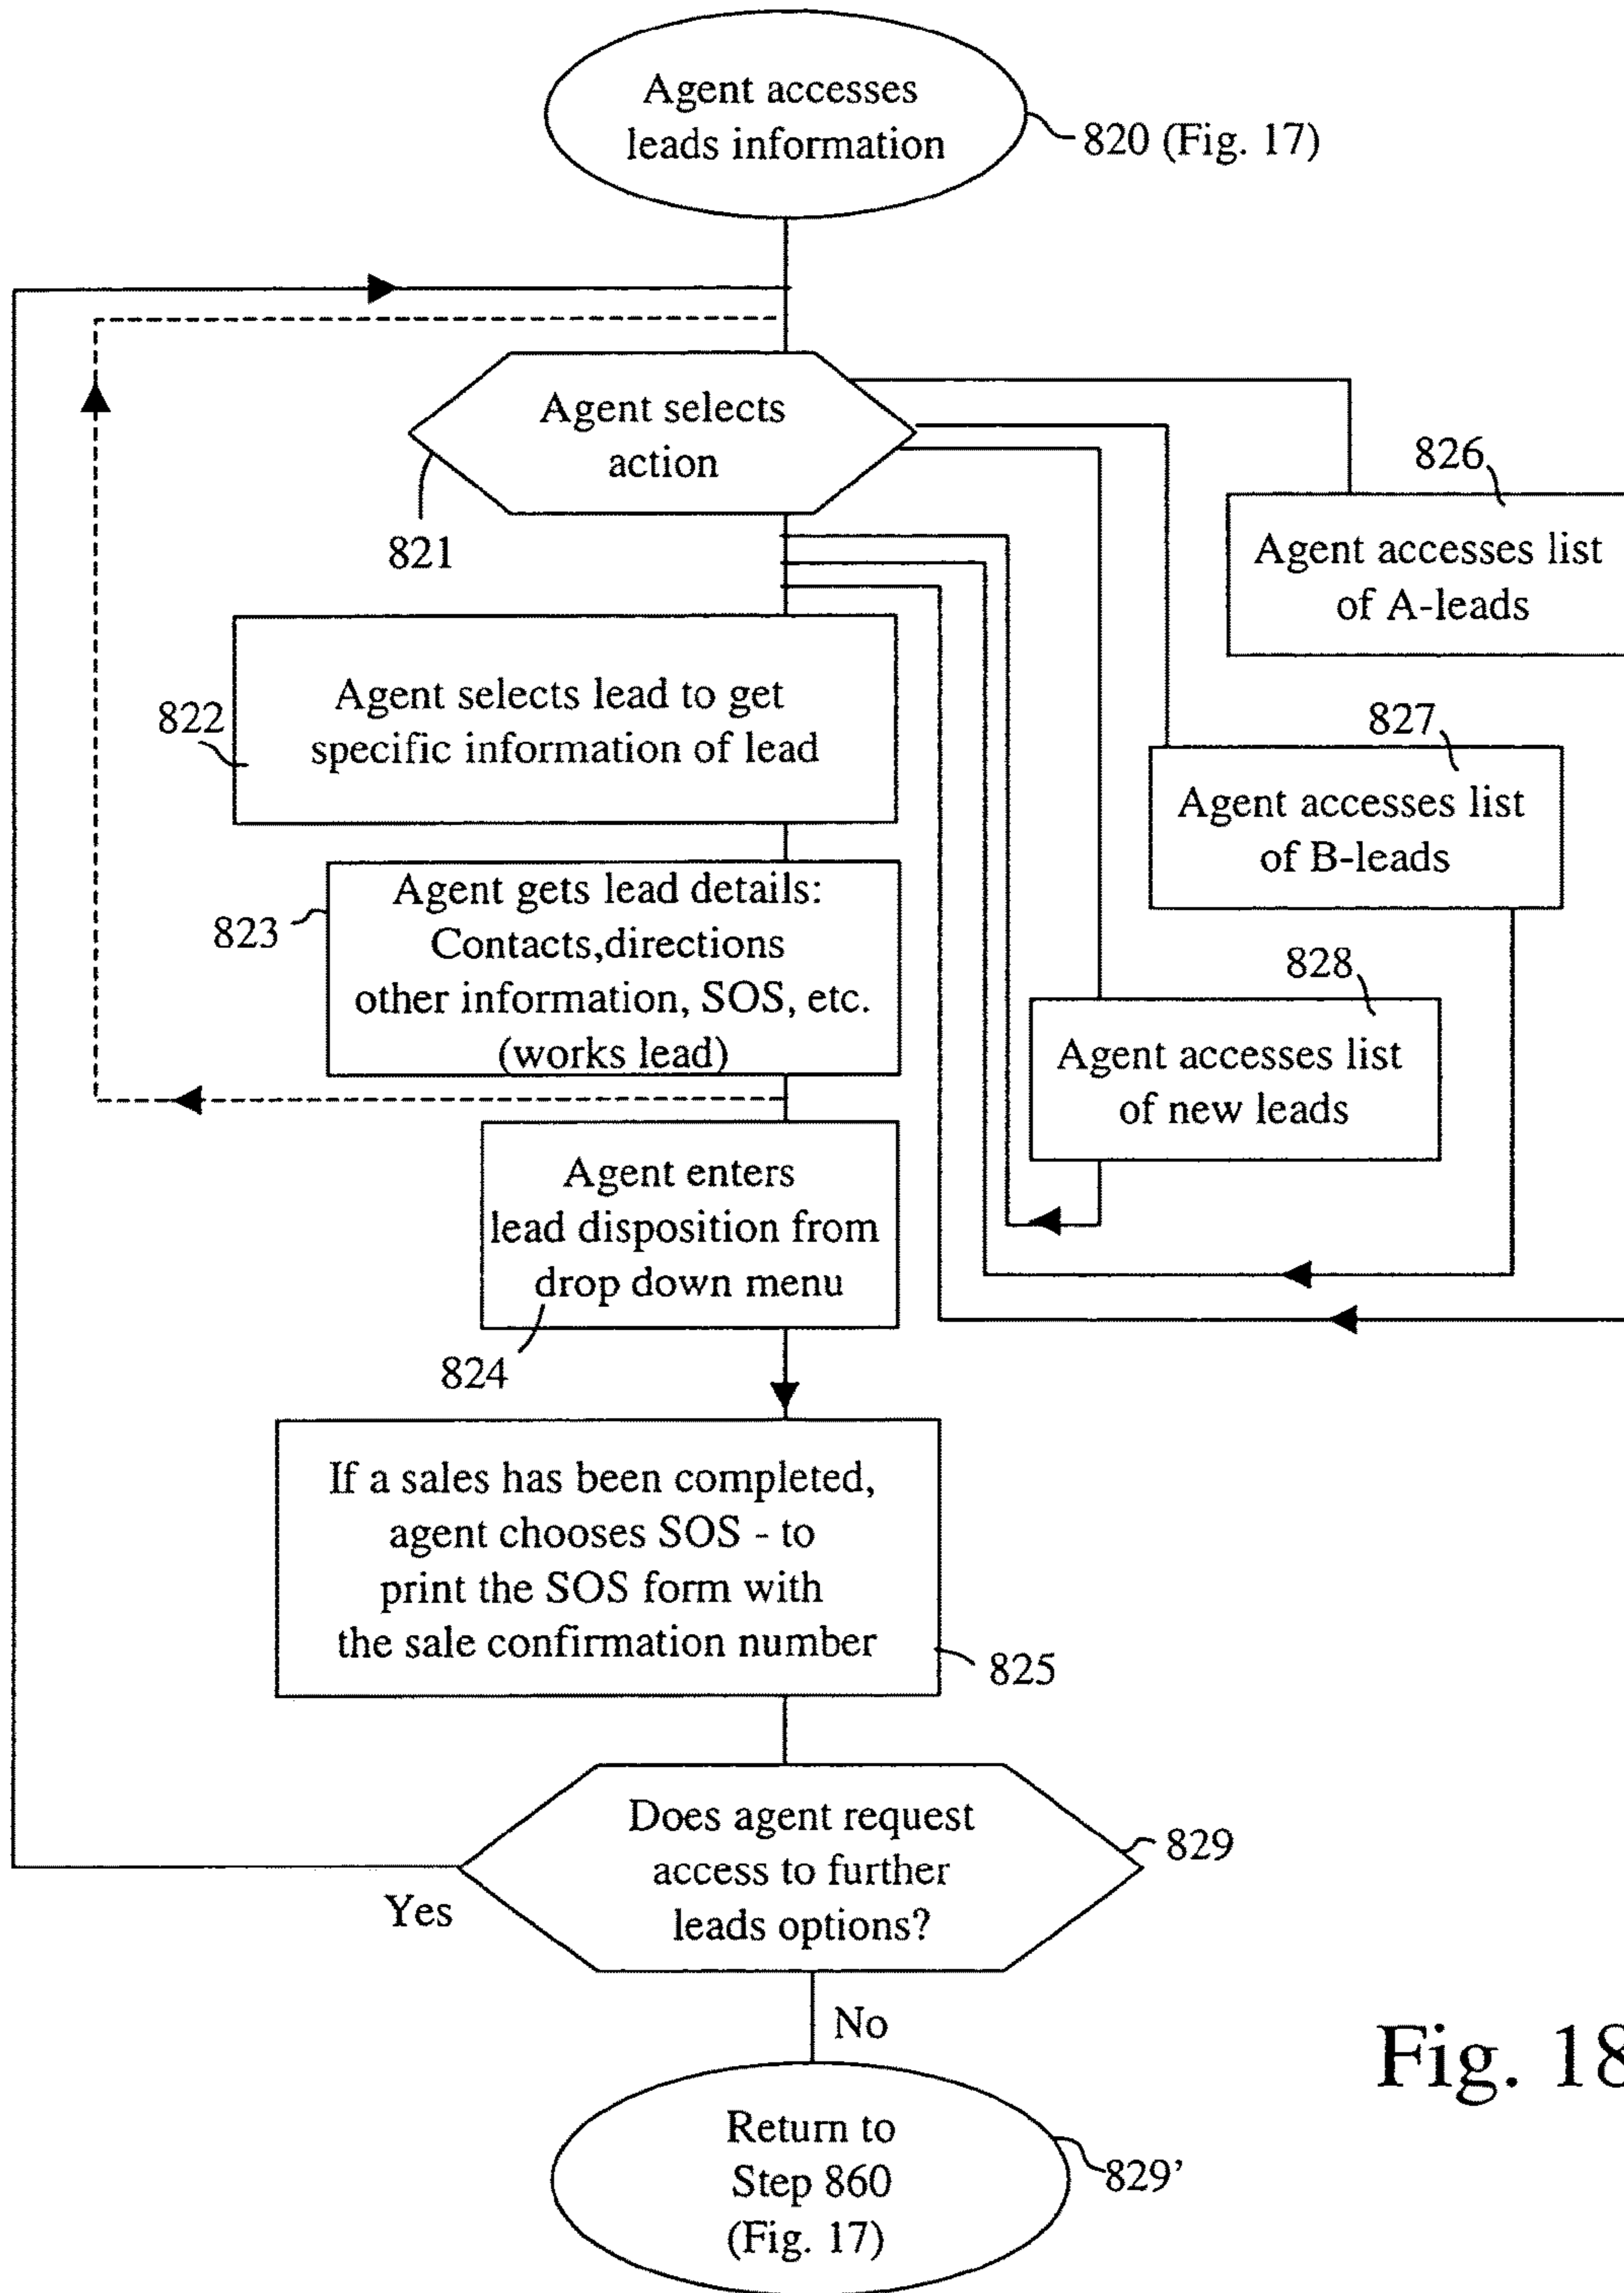 Agent accesses
leads information
820 (Fig. 17)
Agent selects
action
821
826
Agent accesses list
of A-leads
822
Agent selects lead to get
specific information of lead
827
Agent accesses list
of B-leads
823
Agent gets lead details:
Contacts,directions
other information, SOS, etc.
(works lead)
828
Agent accesses list
of new leads
Agent enters
lead disposition from
drop down menu
824
If a sales has been completed,
agent chooses SOS - to
print the SOS form with
the sale confirmation number
825
Does agent request
access to further
leads options?
829
Yes
No
Fig. 18
Return to
Step 860
(Fig. 17)
829’